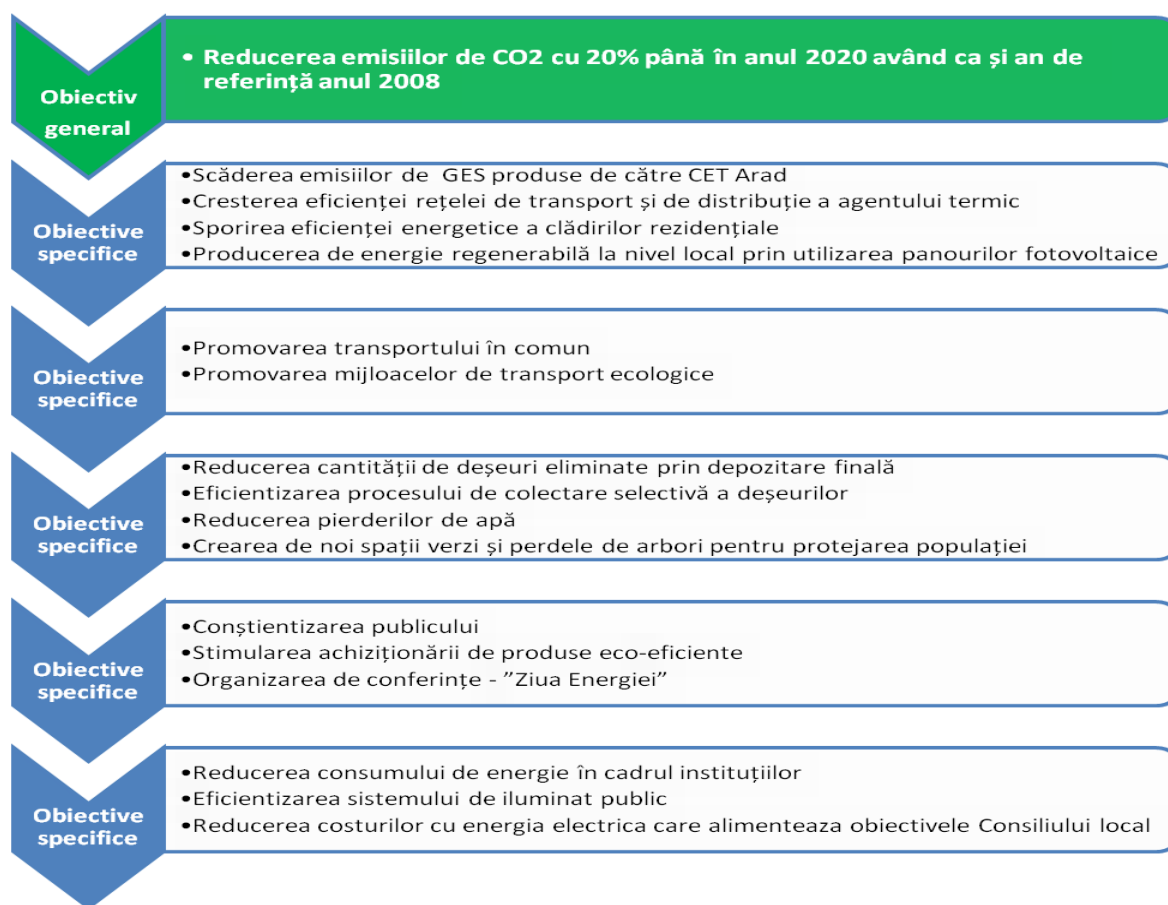 Obiectiv
general
• Reducerea emisiilor de CO2 cu 20% până în anul 2020 având ca și an de
referință anul 2008
Obiective
specifice
•Scăderea emisiilor de GES produse de către CET Arad
•Cresterea eficienței rețelei de transport și de distribuție a agentului termic
•Sporirea eficienței energetice a clădirilor rezidențiale
•Producerea de energie regenerabilă la nivel local prin utilizarea panourilor fotovoltaice
Obiective
specifice
•Promovarea transportului în comun
•Promovarea mijloacelor de transport ecologice
Obiective
specifice
•Reducerea cantității de deșeuri eliminate prin depozitare finală
•Eficientizarea procesului de colectare selectivă a deșeurilor
•Reducerea pierderilor de apă
•Crearea de noi spații verzi și perdele de arbori pentru protejarea populației
Obiective
specifice
•Conștientizarea publicului
•Stimularea achiziționării de produse eco-eficiente
•Organizarea de conferințe - ”Ziua Energiei”
Obiective
specifice
•Reducerea consumului de energie în cadrul instituțiilor
•Eficientizarea sistemului de iluminat public
•Reducerea costurilor cu energia electrica care alimenteaza obiectivele Consiliului local